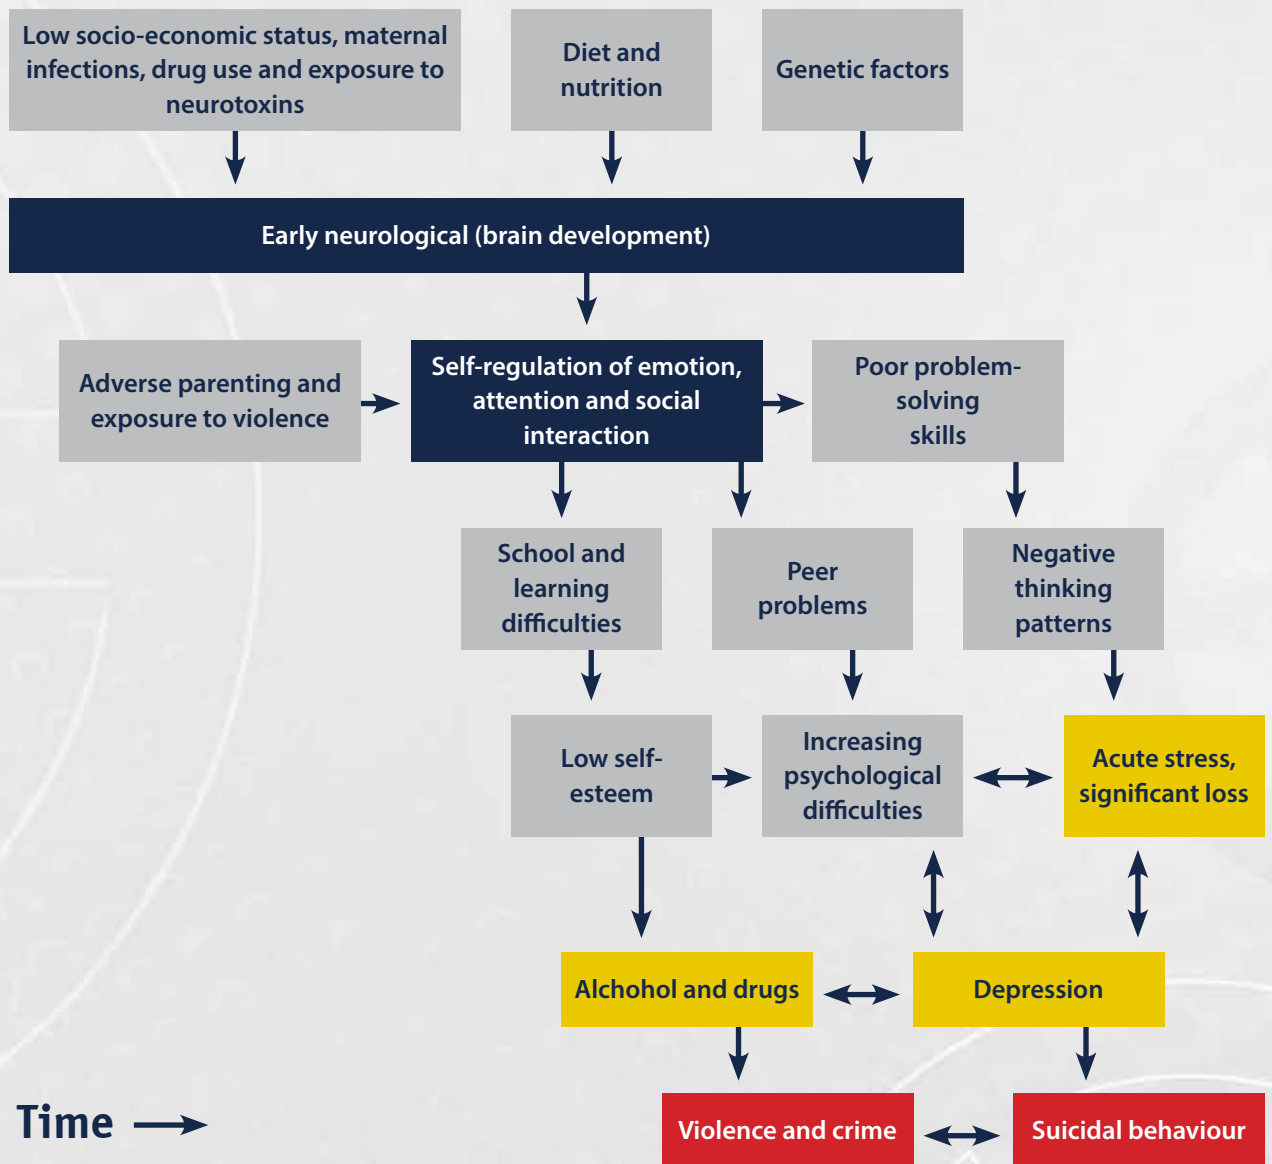 Low socio-economic status, maternal
infections, drug use and exposure to
neurotoxins
Diet and
nutrition
Genetic factors
Early neurological (brain development)
Adverse parenting and
exposure to violence
Self-regulation of emotion,
attention and social
interaction
Poor problem-
solving
skills
School and
learning
difficulties
Peer
problems
Negative
thinking
patterns
Low self-
esteem
Increasing
psychological
difficulties
Acute stress,
significant loss
Alchohol and drugs
Depression
Time
Violence and crime
Suicidal behaviour